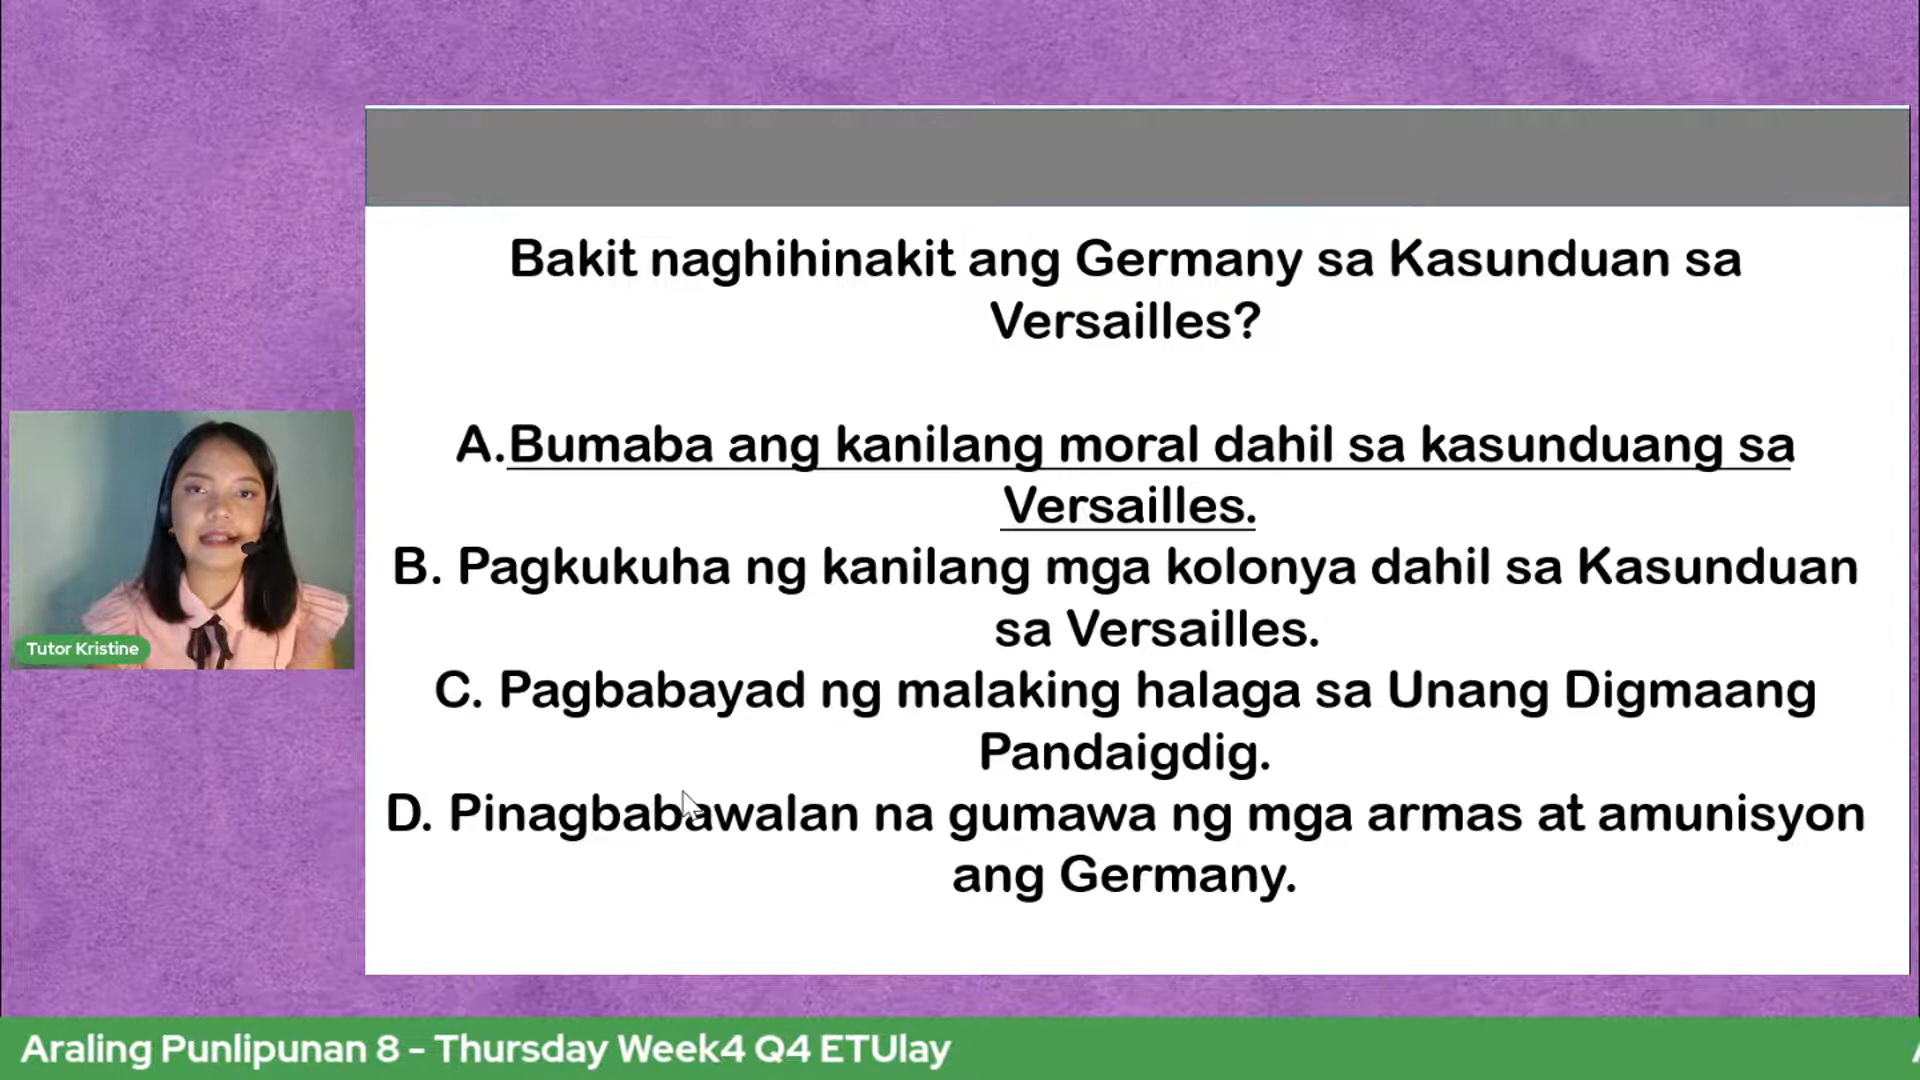 Bakit naghihinakit ang Germany sa Kasunduan sa
Versailles?
A.Bumaba ang kanilang moral dahil sa kasunduang sa
Versailles.
B. Pagkukuha ng kanilang mga kolonya dahil sa Kasunduan
sa Versailles.
C. Pagbabayad ng malaking halaga sa Unang Digmaang
Pandaigdig.
D. Pinagbabawalan na gumawa ng mga armas at amunisyon
ang Germany.
Tutor Kristine
Araling Punlipunan 8 - Thursday Week4 Q4 ETUlay